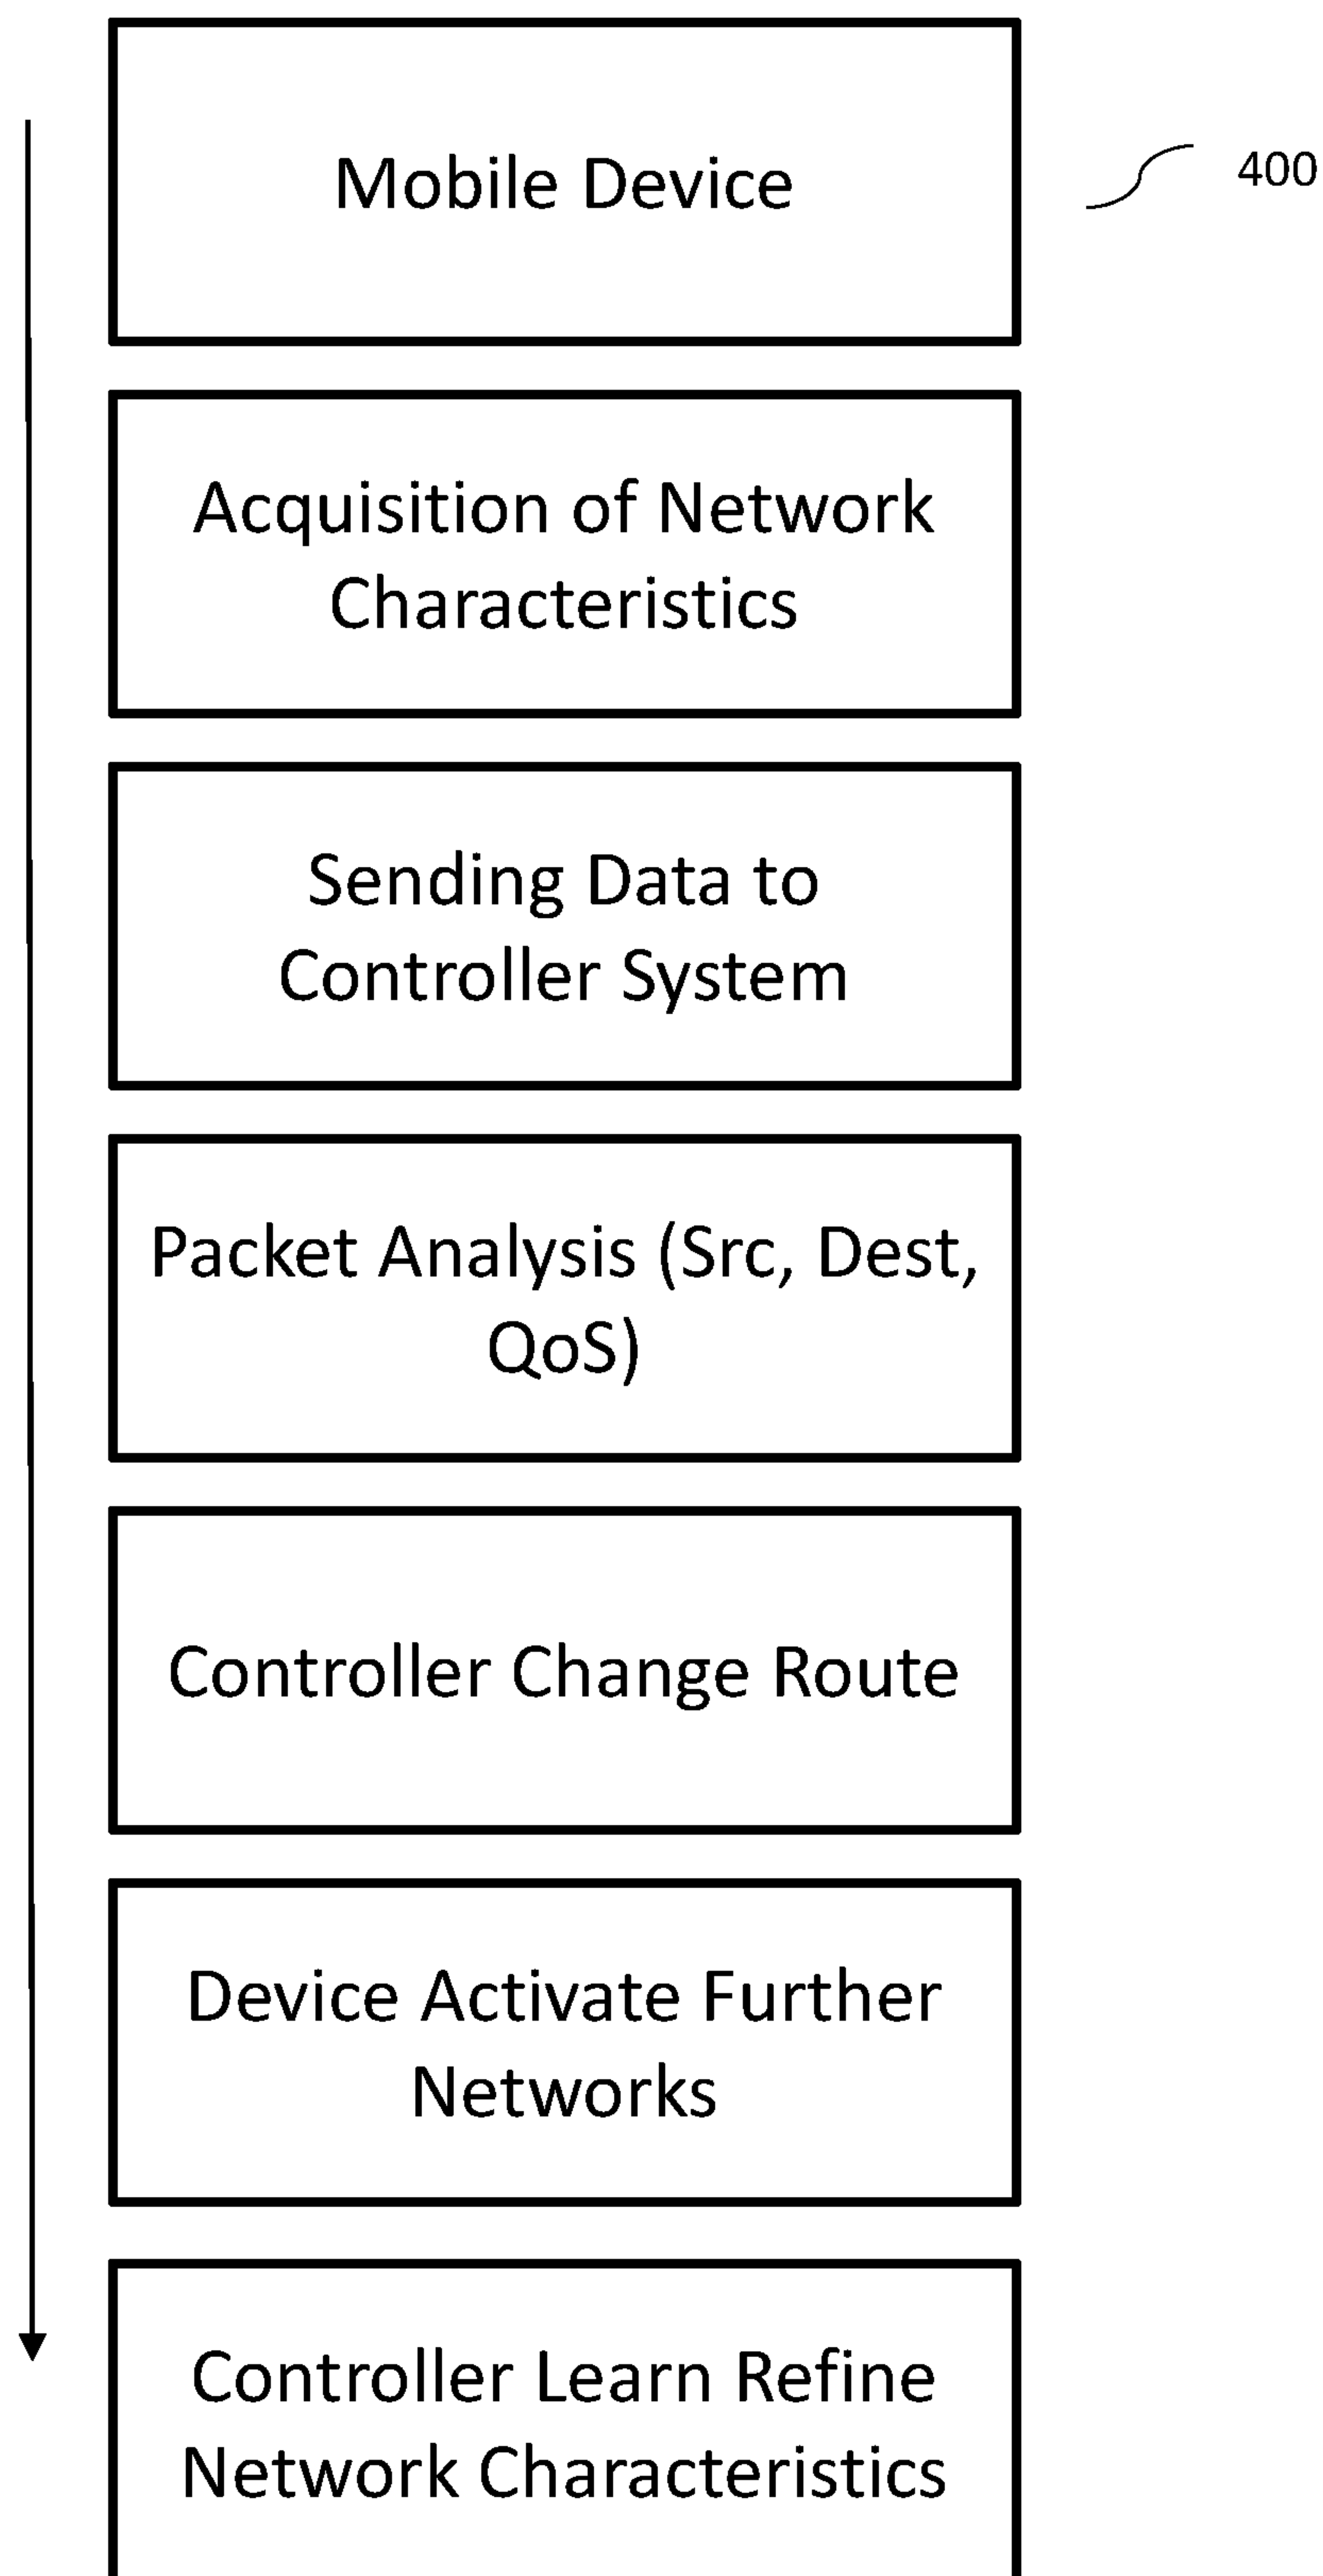 Mobile Device
400
Acquisition of Network
Characteristics
Sending Data to
Controller System
Packet Analysis (Src, Dest,
QoS)
Controller Change Route
Device Activate Further
Networks
Controller Learn Refine
Network Characteristics